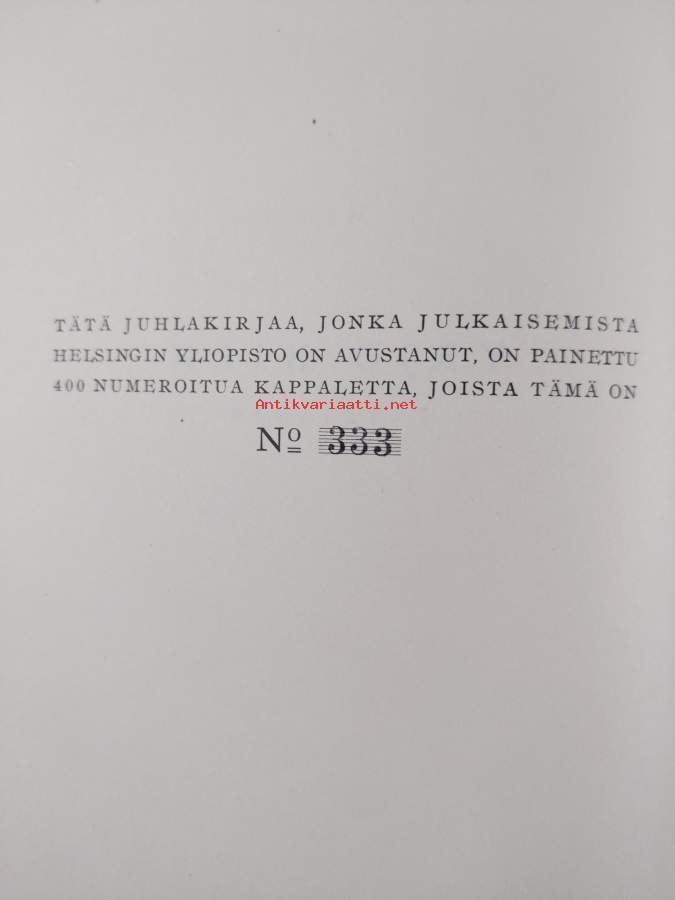 TÄTÄ JUHLAKIRJAA, JONKA JULKAISEMISTA
HELSINGIN YLIOPISTO ON AVUSTANUT, ON PAINETTU
400 NUMEROITUA KAPPALETTA, JOISTA TÄMÄ ON
Antikvariaatti.net
Nº 333